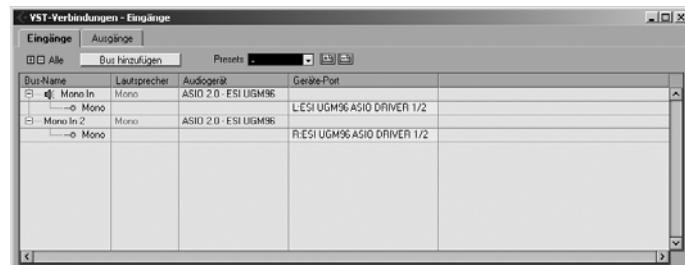 VST-Verbindungen - Eingänge
Eingänge Ausgänge
Alle Bus hinzufügen Presets -
Bus-Name Lautsprecher Audiogerät Geräte-Port
Mono In Mono ASIO 2.0 - ESI UGM96
Mono L:ESI UGM96 ASIO DRIVER 1/2
Mono In 2 Mono ASIO 2.0 - ESI UGM96
Mono R:ESI UGM96 ASIO DRIVER 1/2